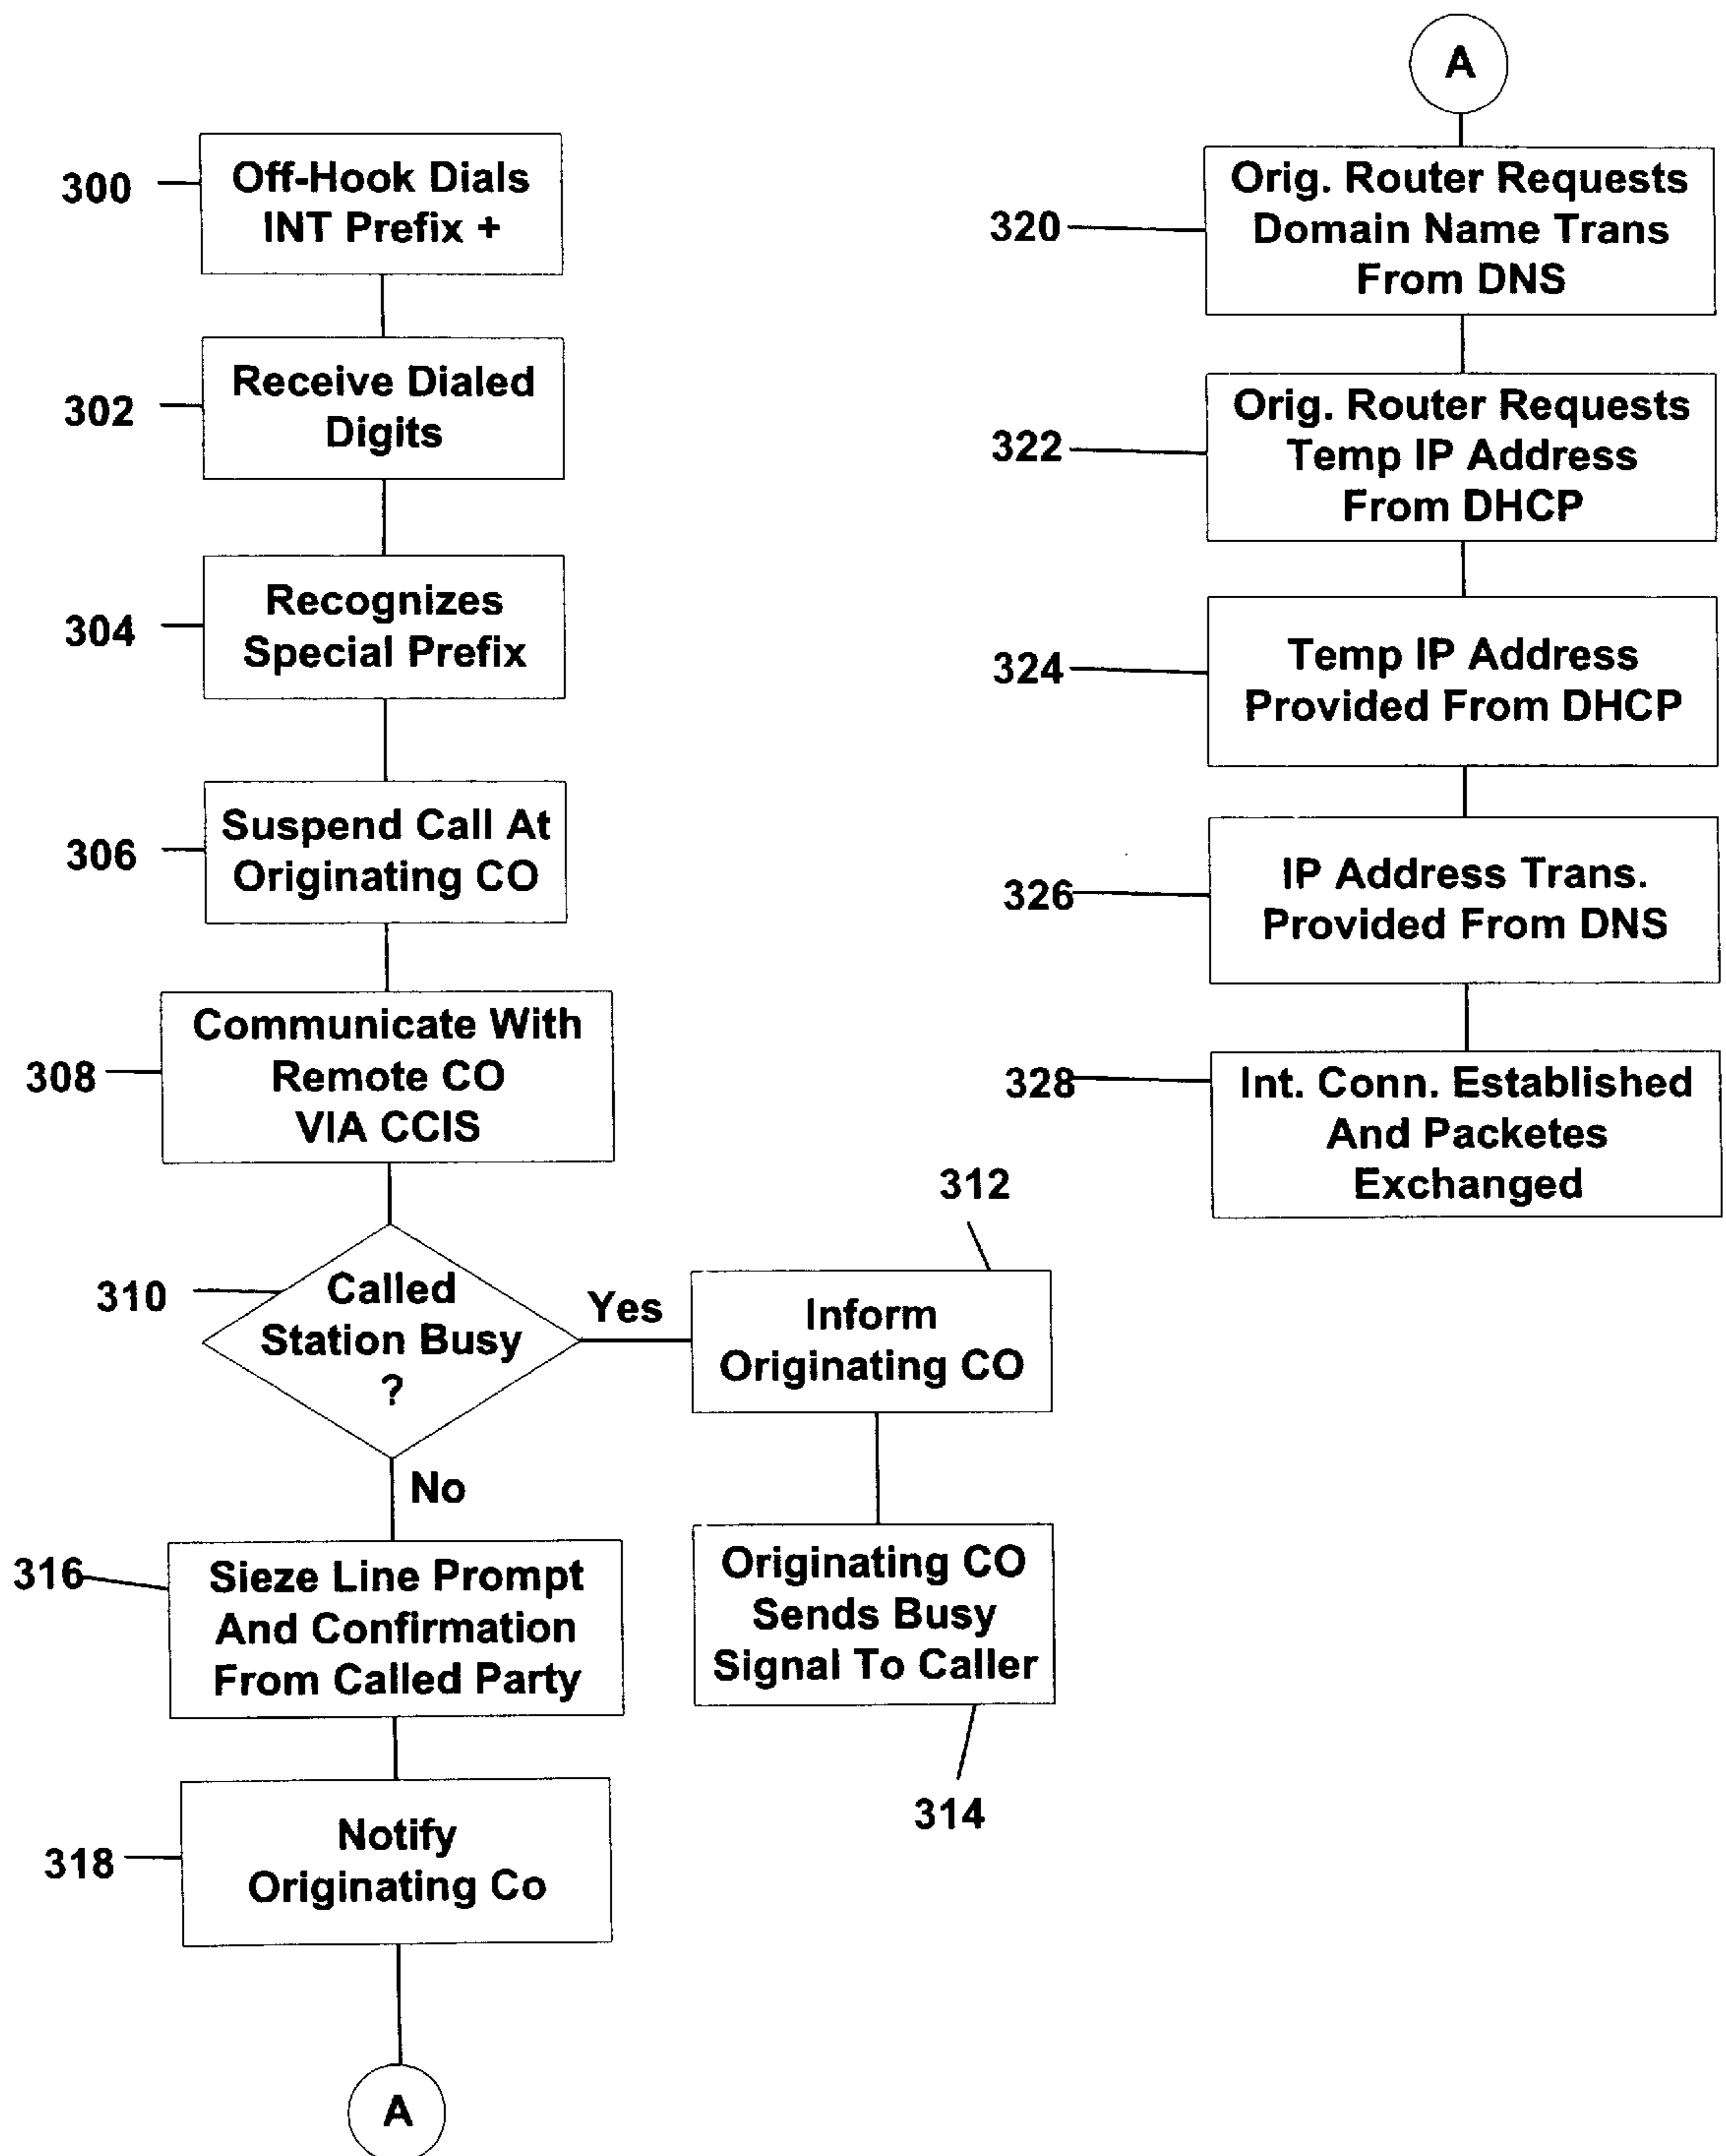 300
Off-Hook Dials
INT Prefix +
302
Receive Dialed
Digits
304
Recognizes
Special Prefix
306
Suspend Call At
Originating CO
308
Communicate With
Remote CO
VIA CCIS
310
Called
Station Busy
?
Yes
312
Inform
Originating CO
Originating CO
Sends Busy
Signal To Caller
314
No
316
Sieze Line Prompt
And Confirmation
From Called Party
318
Notify
Originating Co
A
A
320
Orig. Router Requests
Domain Name Trans
From DNS
322
Orig. Router Requests
Temp IP Address
From DHCP
324
Temp IP Address
Provided From DHCP
326
IP Address Trans.
Provided From DNS
328
Int. Conn. Established
And Packetes
Exchanged